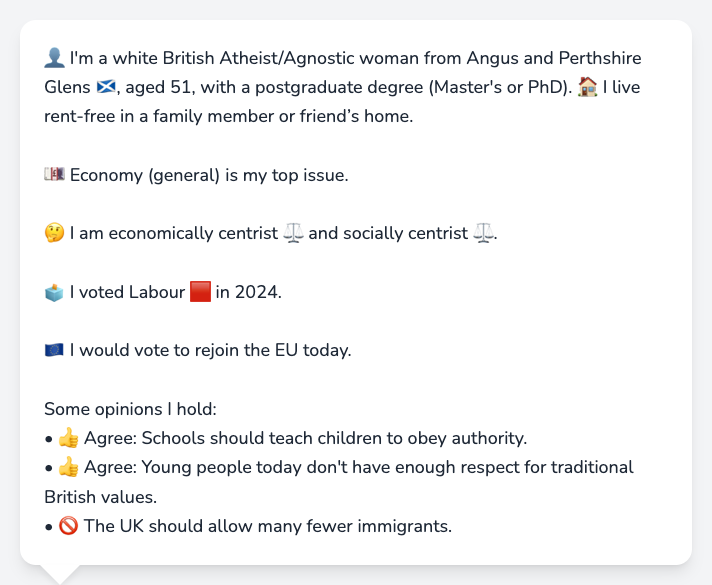 👤 I'm a white British Atheist/Agnostic woman from Angus and Perthshire
Glens 🏴󠁧󠁢󠁳󠁣󠁴󠁿, aged 51, with a postgraduate degree (Master's or PhD). 🏠 I live
rent-free in a family member or friend’s home.
💷 Economy (general) is my top issue.
🤔 I am economically centrist ⚖️ and socially centrist ⚖️.
🗳️ I voted Labour 🟥 in 2024.
🇪🇺 I would vote to rejoin the EU today.
Some opinions I hold:
• 👍 Agree: Schools should teach children to obey authority.
• 👍 Agree: Young people today don't have enough respect for traditional
British values.
• 🚫 The UK should allow many fewer immigrants.